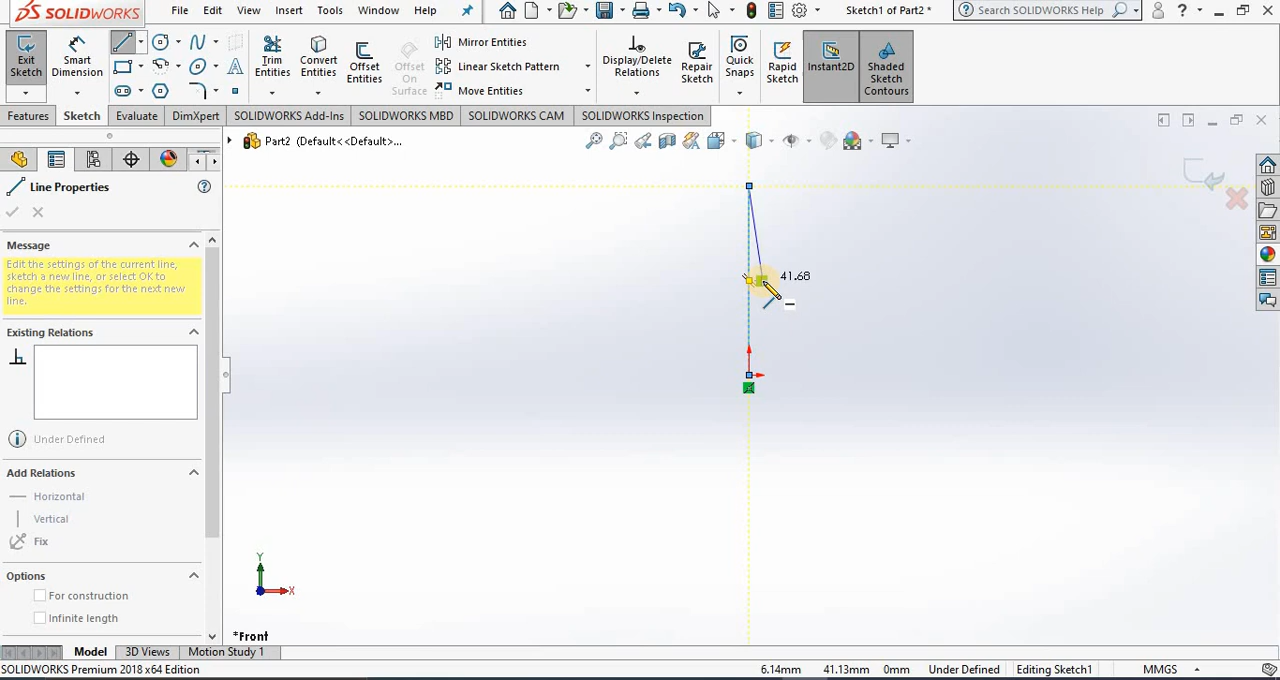 SOLIDWORKS File Edit View Insert Tools Window Help Sketch1 of Part2 * Search SOLIDWORKS Help ?
Exit Sketch
Smart Dimension
Trim Entities
Convert Entities
Offset Entities
Offset On Surface
Mirror Entities
Linear Sketch Pattern
Move Entities
Display/Delete Relations
Repair Sketch
Quick Snaps
Rapid Sketch
Instant2D
Shaded Sketch Contours
Features Sketch Evaluate DimXpert SOLIDWORKS Add-Ins SOLIDWORKS MBD SOLIDWORKS CAM SOLIDWORKS Inspection
Part2 (Default<<Default>...
Line Properties
Message
Edit the settings of the current line,
sketch a new line, or select OK to
change the settings for the next new
line.
41.68
Existing Relations
Under Defined
Add Relations
Horizontal
Vertical
Fix
Options
For construction
Infinite length
Y
X
*Front
Model 3D Views Motion Study 1
SOLIDWORKS Premium 2018 x64 Edition 6.14mm 41.13mm 0mm Under Defined Editing Sketch1 MMGS